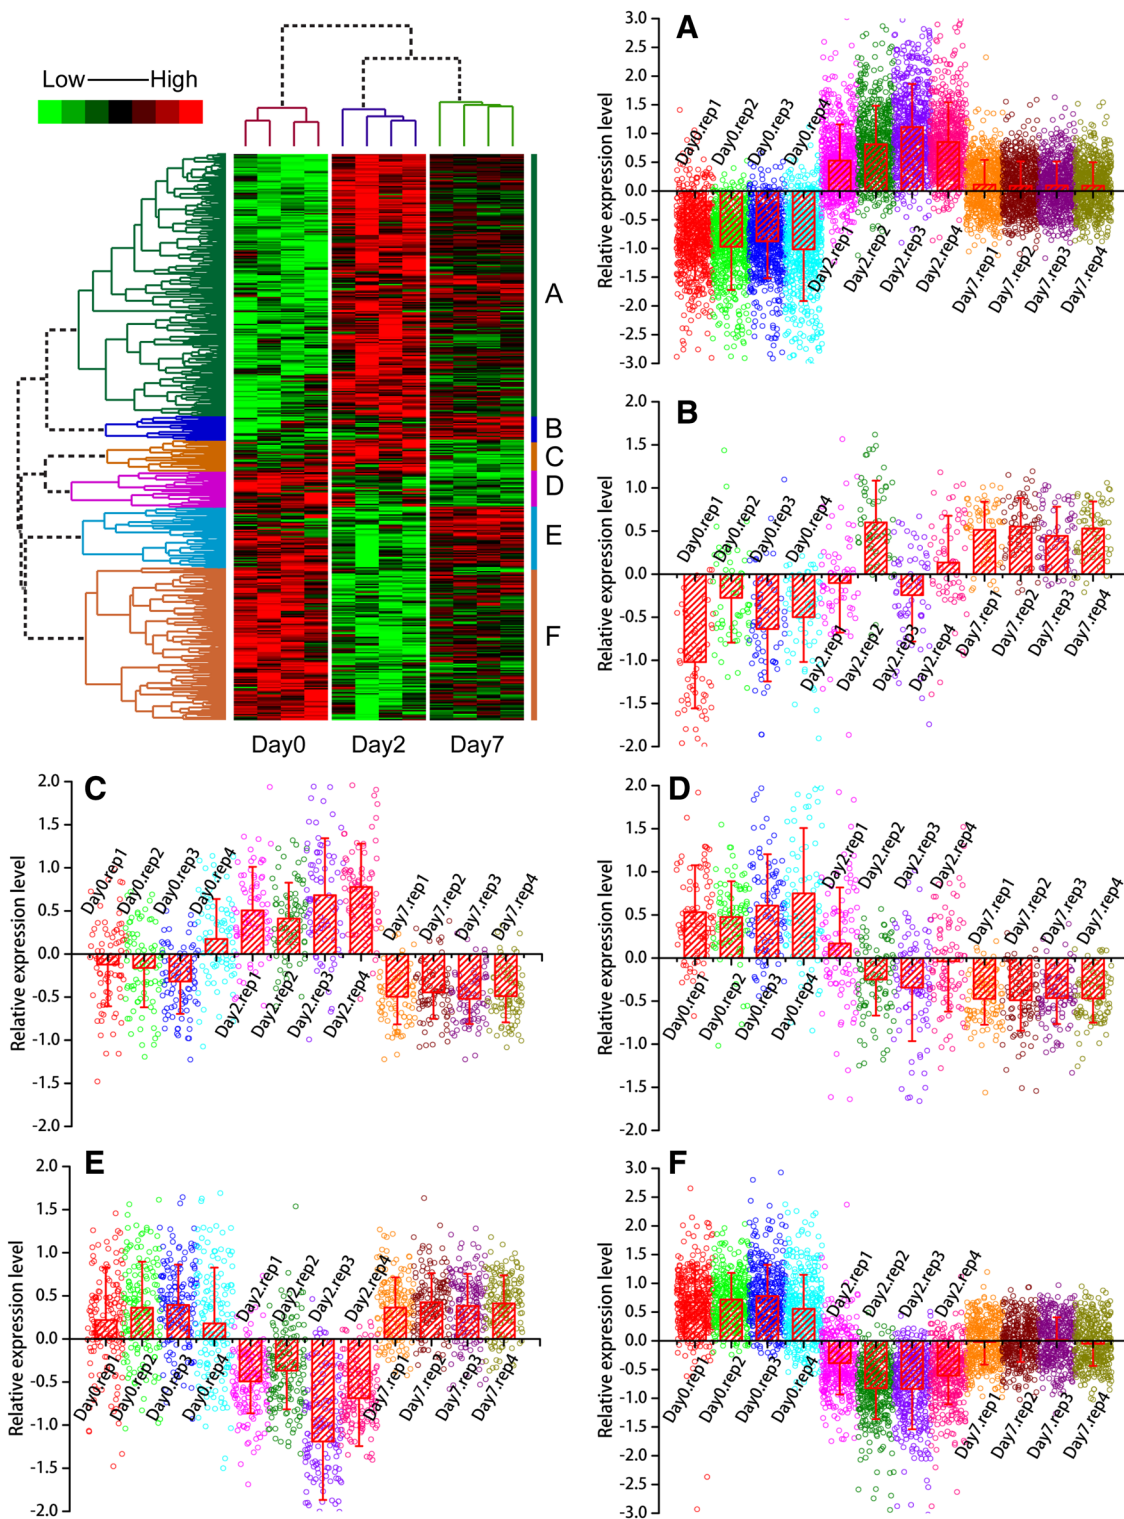 Low High
A
B
C
D
E
F
Day0 Day2 Day7
A
Relative expression level
3.0
2.5
2.0
1.5
1.0
0.5
0.0
-0.5
-1.0
-1.5
-2.0
-2.5
-3.0
Day0.rep1 Day0.rep2 Day0.rep3 Day0.rep4
Day2.rep1 Day2.rep2 Day2.rep3 Day2.rep4 Day7.rep1 Day7.rep2 Day7.rep3 Day7.rep4
B
Relative expression level
2.0
1.5
1.0
0.5
0.0
-0.5
-1.0
-1.5
-2.0
Day0.rep1 Day0.rep2 Day0.rep3 Day0.rep4
Day2.rep1 Day2.rep2 Day2.rep3 Day2.rep4 Day7.rep1 Day7.rep2 Day7.rep3 Day7.rep4
C
Relative expression level
2.0
1.5
1.0
0.5
0.0
-0.5
-1.0
-1.5
-2.0
Day0.rep1 Day0.rep2 Day0.rep3 Day0.rep4
Day2.rep1 Day2.rep2 Day2.rep3 Day2.rep4
Day7.rep1 Day7.rep2 Day7.rep3 Day7.rep4
D
Relative expression level
2.0
1.5
1.0
0.5
0.0
-0.5
-1.0
-1.5
-2.0
Day0.rep1 Day0.rep2 Day0.rep3 Day0.rep4
Day2.rep1 Day2.rep2 Day2.rep3 Day2.rep4
Day7.rep1 Day7.rep2 Day7.rep3 Day7.rep4
E
Relative expression level
2.0
1.5
1.0
0.5
0.0
-0.5
-1.0
-1.5
-2.0
Day0.rep1 Day0.rep2 Day0.rep3 Day0.rep4
Day2.rep1 Day2.rep2 Day2.rep3 Day2.rep4
Day7.rep1 Day7.rep2 Day7.rep3 Day7.rep4
F
Relative expression level
3.0
2.5
2.0
1.5
1.0
0.5
0.0
-0.5
-1.0
-1.5
-2.0
-2.5
-3.0
Day0.rep1 Day0.rep2 Day0.rep3 Day0.rep4
Day2.rep1 Day2.rep2 Day2.rep3 Day2.rep4
Day7.rep1 Day7.rep2 Day7.rep3 Day7.rep4